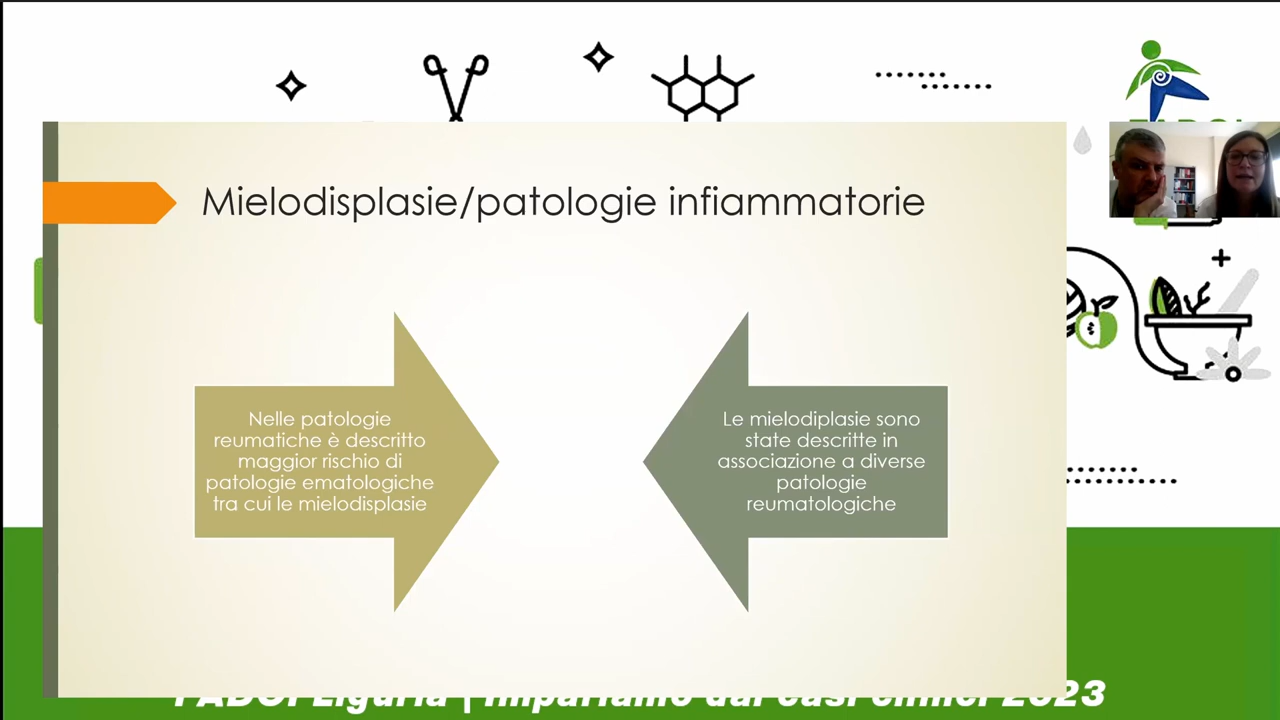 Mielodisplasie/patologie infiammatorie
Nelle patologie
reumatiche è descritto
maggior rischio di
patologie ematologiche
tra cui le mielodisplasie
Le mielodiplasie sono
state descritte in
associazione a diverse
patologie
reumatologiche
FADOI Liguria | Impariamo dai casi clinici 2023